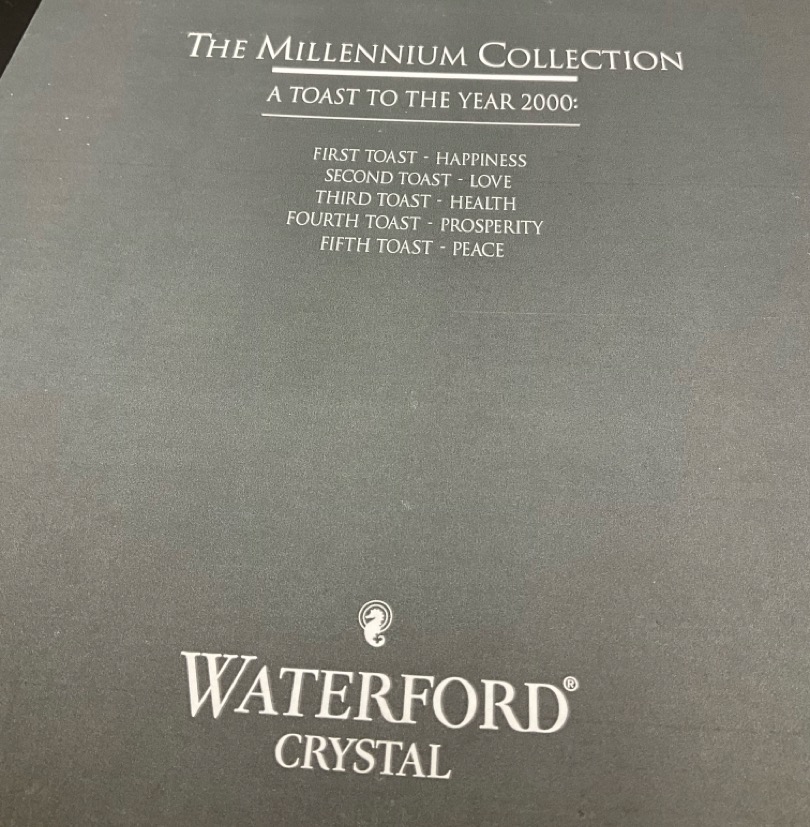 THE MILLENNIUM COLLECTION
A TOAST TO THE YEAR 2000:
FIRST TOAST - HAPPINESS
SECOND TOAST - LOVE
THIRD TOAST - HEALTH
FOURTH TOAST - PROSPERITY
FIFTH TOAST - PEACE
WATERFORD®
CRYSTAL